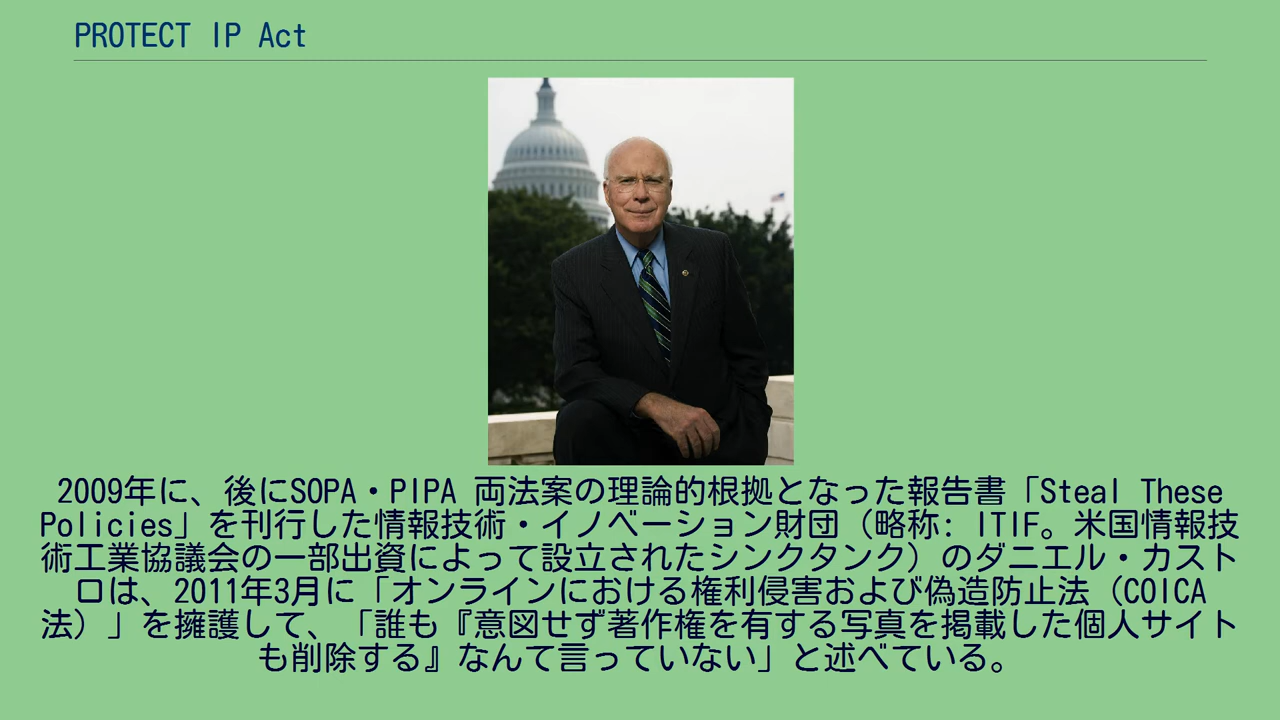 PROTECT IP Act
2009年に、後にSOPA・PIPA 両法案の理論的根拠となった報告書「Steal These
Policies」を刊行した情報技術・イノベーション財団（略称: ITIF。米国情報技
術工業協議会の一部出資によって設立されたシンクタンク）のダニエル・カスト
ロは、2011年3月に「オンラインにおける権利侵害および偽造防止法（COICA
法）」を擁護して、「誰も『意図せず著作権を有する写真を掲載した個人サイト
も削除する』なんて言っていない」と述べている。